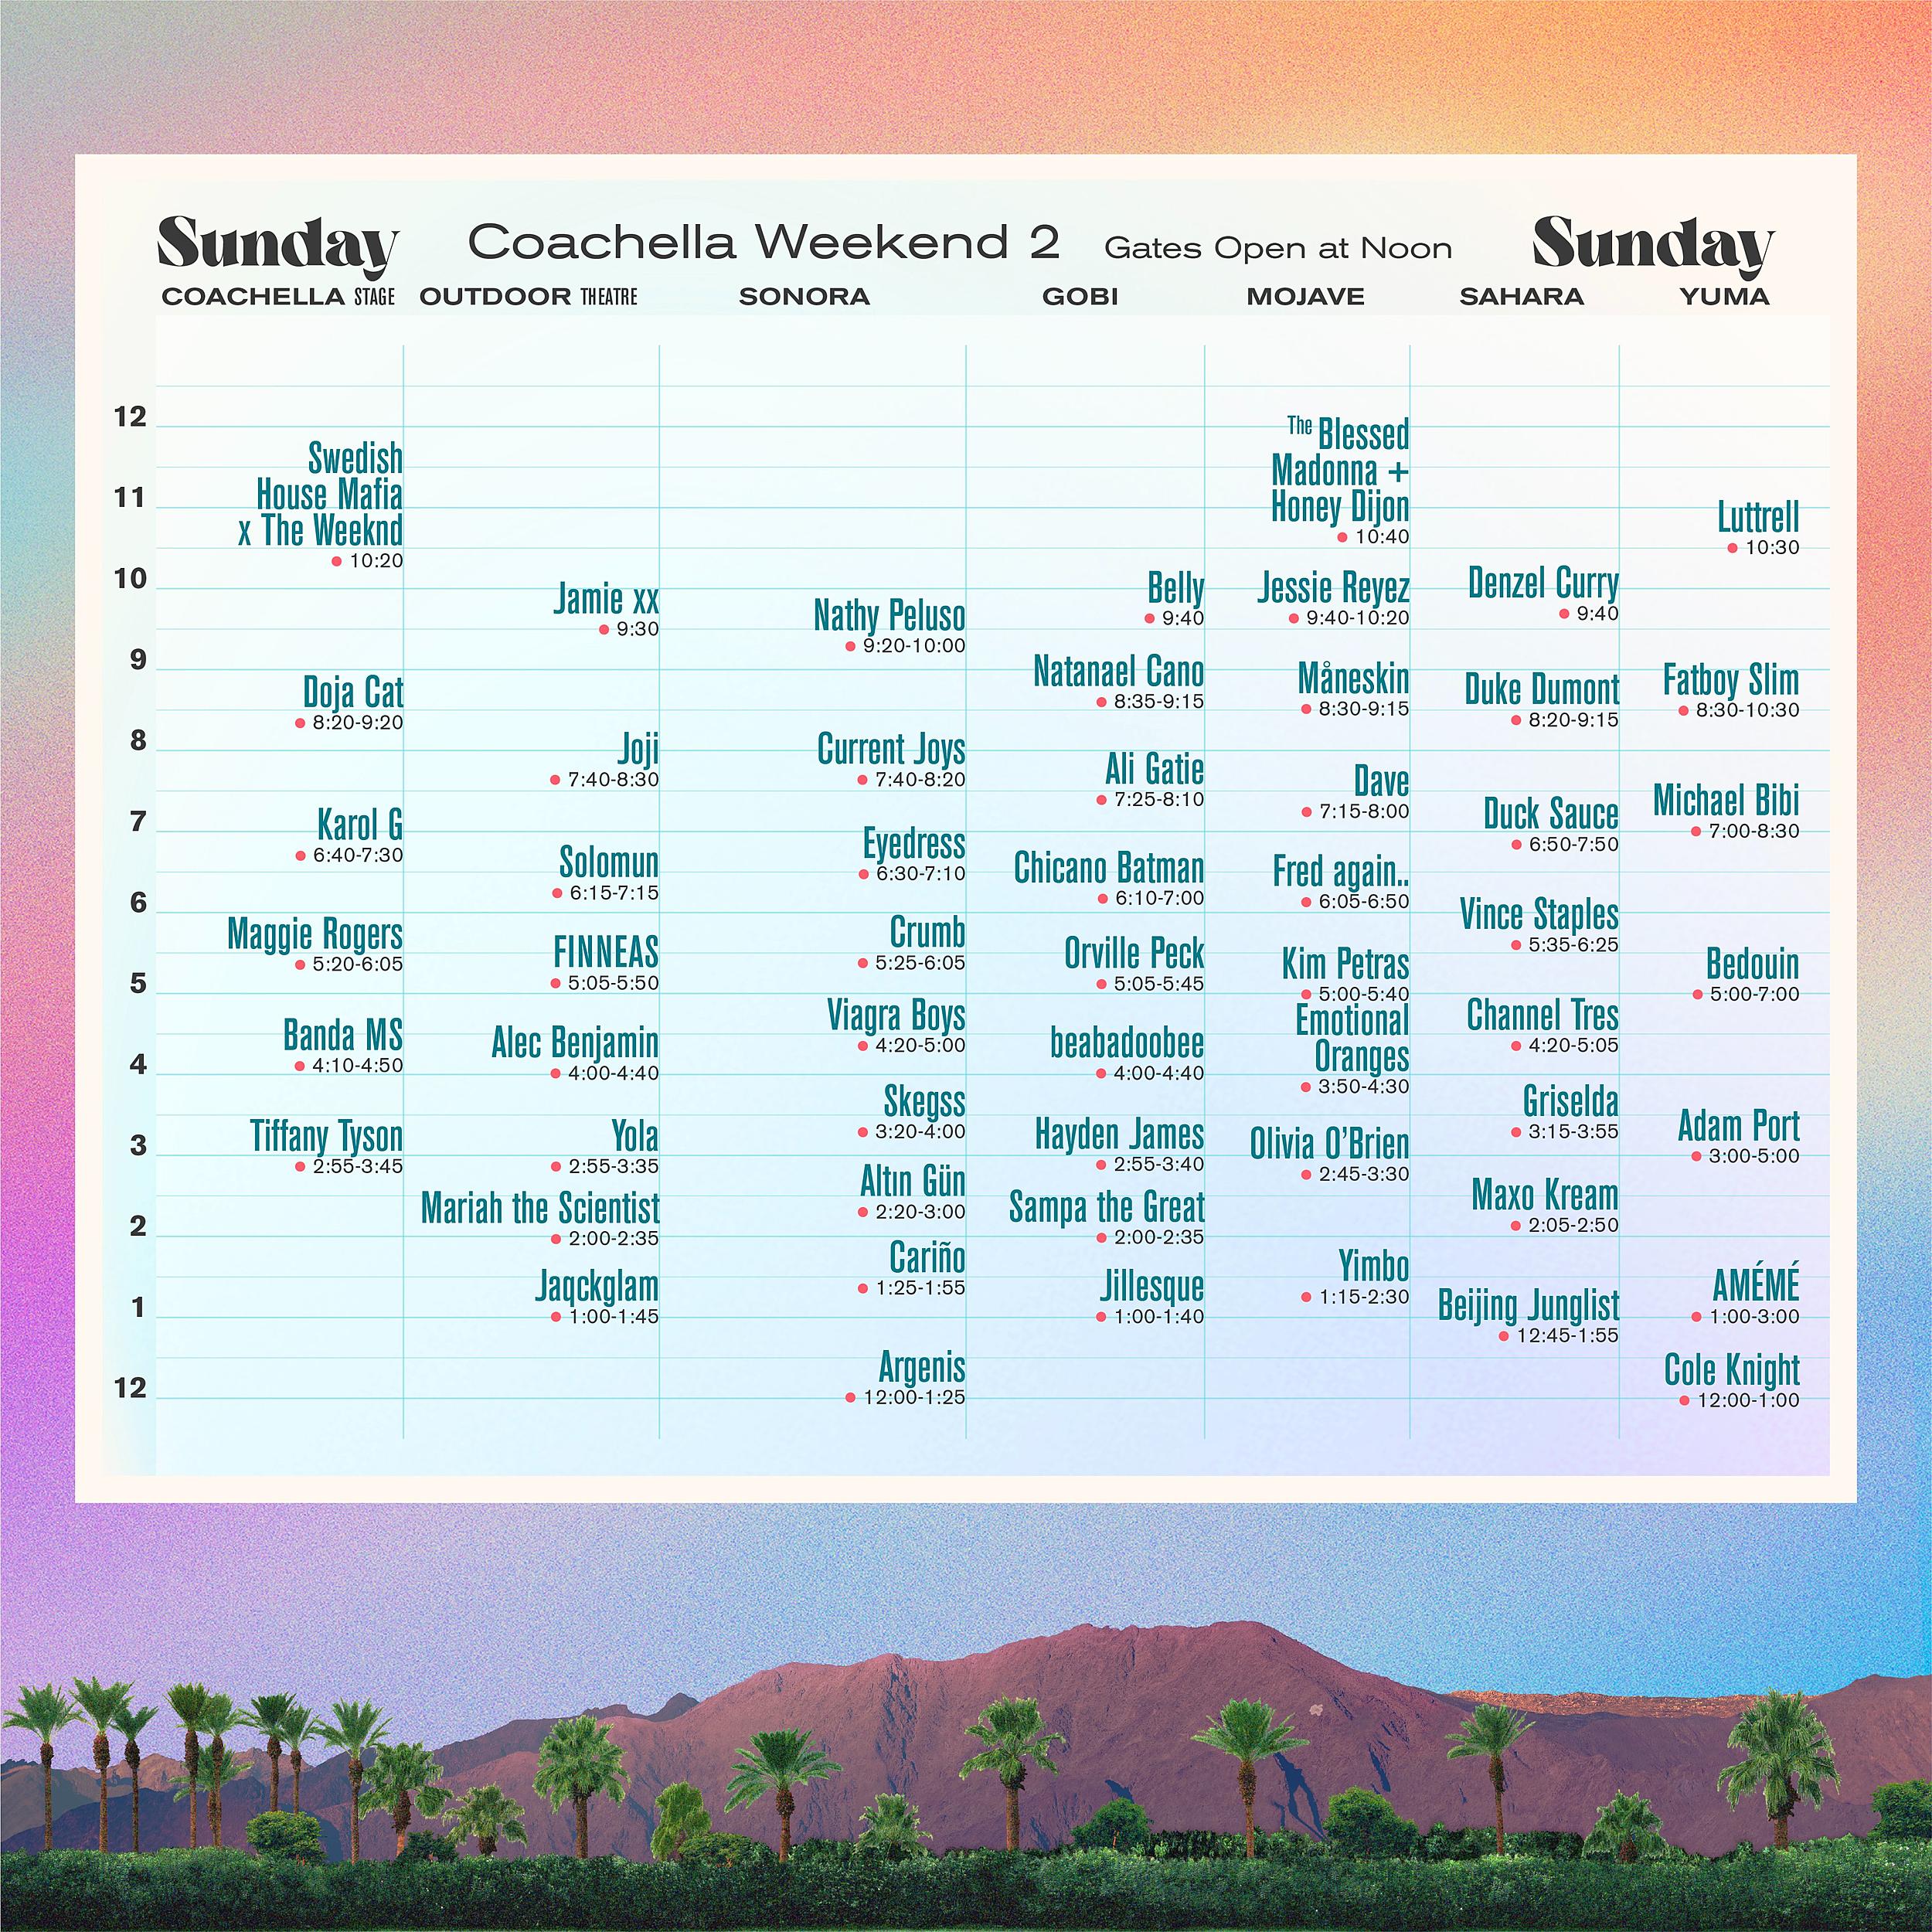 Sunday Coachella Weekend 2 Gates Open at Noon Sunday
COACHELLA STAGE OUTDOOR THEATRE SONORA GOBI MOJAVE SAHARA YUMA
12
11
10
9
8
7
6
5
4
3
2
1
12
Swedish
House Mafia
x The Weeknd
10:20
Doja Cat
8:20-9:20
Karol G
6:40-7:30
Maggie Rogers
5:20-6:05
Banda MS
4:10-4:50
Tiffany Tyson
2:55-3:45
Jamie xx
9:30
Joji
7:40-8:30
Solomun
6:15-7:15
FINNEAS
5:05-5:50
Alec Benjamin
4:00-4:40
Yola
2:55-3:35
Mariah the Scientist
2:00-2:35
Jaqckglam
1:00-1:45
Nathy Peluso
9:20-10:00
Current Joys
7:40-8:20
Eyedress
6:30-7:10
Crumb
5:25-6:05
Viagra Boys
4:20-5:00
Skegss
3:20-4:00
Altın Gün
2:20-3:00
Cariño
1:25-1:55
Argenis
12:00-1:25
Belly
9:40
Natanael Cano
8:35-9:15
Ali Gatie
7:25-8:10
Chicano Batman
6:10-7:00
Orville Peck
5:05-5:45
beabadoobee
4:00-4:40
Hayden James
2:55-3:40
Sampa the Great
2:00-2:35
Jillesque
1:00-1:40
The Blessed
Madonna +
Honey Dijon
10:40
Jessie Reyez
9:40-10:20
Måneskin
8:30-9:15
Dave
7:15-8:00
Fred again..
6:05-6:50
Kim Petras
5:00-5:40
Emotional
Oranges
3:50-4:30
Olivia O'Brien
2:45-3:30
Yimbo
1:15-2:30
Denzel Curry
9:40
Duke Dumont
8:20-9:15
Duck Sauce
6:50-7:50
Vince Staples
5:35-6:25
Channel Tres
4:20-5:05
Griselda
3:15-3:55
Maxo Kream
2:05-2:50
Beijing Junglist
12:45-1:55
Luttrell
10:30
Fatboy Slim
8:30-10:30
Michael Bibi
7:00-8:30
Bedouin
5:00-7:00
Adam Port
3:00-5:00
AMÉMÉ
1:00-3:00
Cole Knight
12:00-1:00